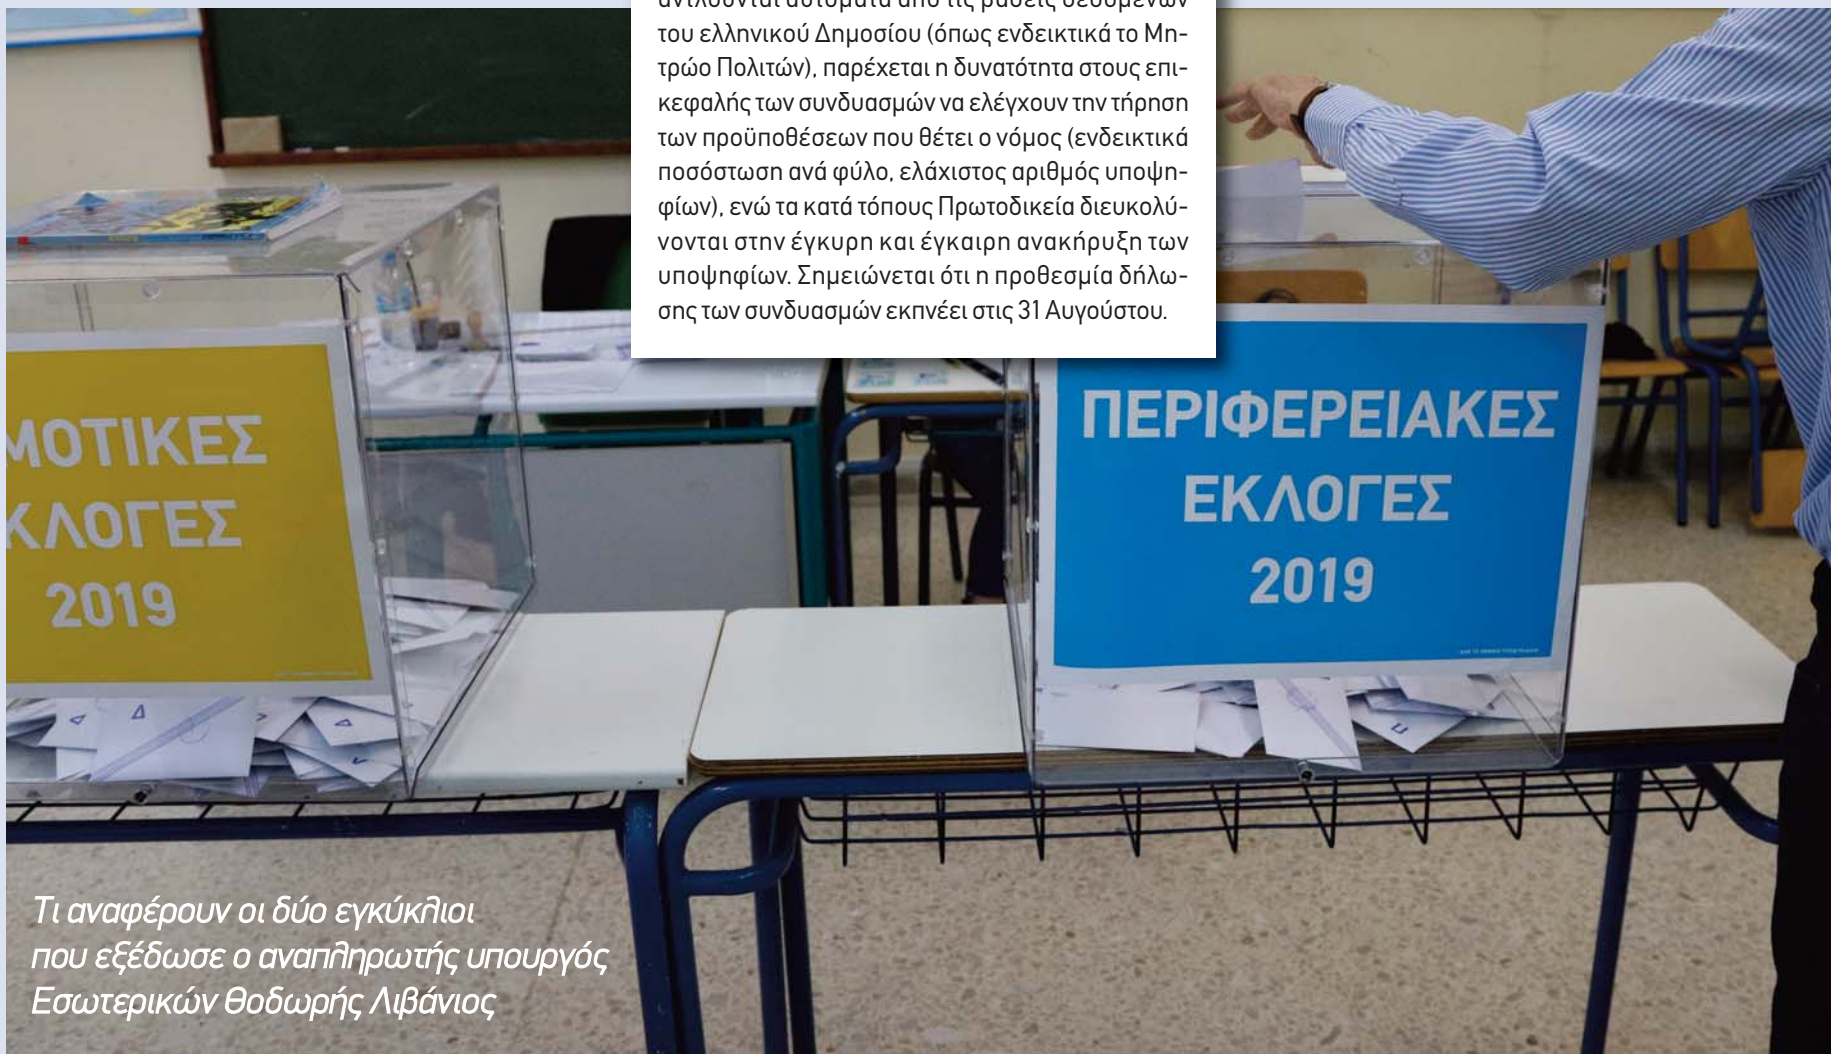 του ελληνικού Δημοσίου (όπως ενδεικτικά το Μη-
τρώο Πολιτών), παρέχεται η δυνατότητα στους επι-
κεφαλής των συνδυασμών να ελέγχουν την τήρηση
των προϋποθέσεων που θέτει ο νόμος (ενδεικτικά
ποσόστωση ανά φύλο, ελάχιστος αριθμός υποψη-
φίων), ενώ τα κατά τόπους Πρωτοδικεία διευκολύ-
νονται στην έγκυρη και έγκαιρη ανακήρυξη των
υποψηφίων. Σημειώνεται ότι η προθεσμία δήλω-
σης των συνδυασμών εκπνέει στις 31 Αυγούστου.
ΜΟΤΙΚΕΣ
ΚΛΟΓΕΣ
2019
ΠΕΡΙΦΕΡΕΙΑΚΕΣ
ΕΚΛΟΓΕΣ
2019
Δ
Τι αναφέρουν οι δύο εγκύκλιοι
που εξέδωσε ο αναπληρωτής υπουργός
Εσωτερικών Θοδωρής Λιβάνιος